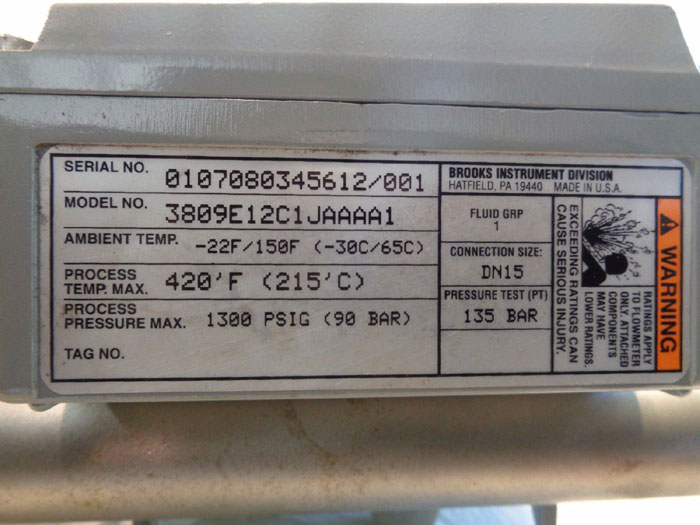 SERIAL NO. 0107080345612/001
MODEL NO. 3809E12C1JAAAA1
AMBIENT TEMP. -22F/150F (-30C/65C)
PROCESS
TEMP. MAX. 420'F (215'C)
PROCESS
PRESSURE MAX. 1300 PSIG (90 BAR)
TAG NO.
BROOKS INSTRUMENT DIVISION
HATFIELD, PA 19440 MADE IN U.S.A.
FLUID GRP
1
CONNECTION SIZE:
DN15
PRESSURE TEST (PT)
135 BAR
WARNING
EXCEEDING RATINGS CAN
CAUSE SERIOUS INJURY.
RATINGS APPLY
TO FLOWMETER
ONLY. ATTACHED
COMPONENTS
MAY HAVE
LOWER RATINGS.